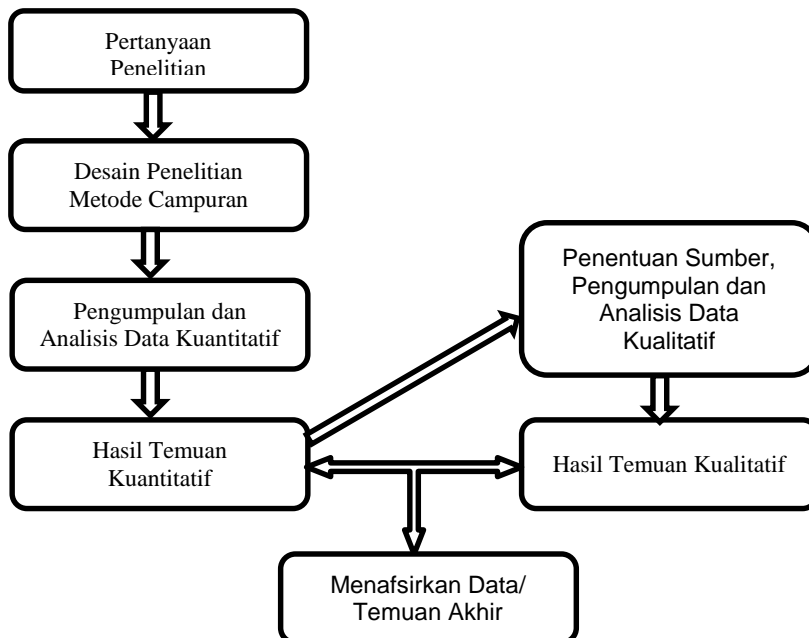 Pertanyaan
Penelitian
Desain Penelitian
Metode Campuran
Pengumpulan dan
Analisis Data Kuantitatif
Hasil Temuan
Kuantitatif
Penentuan Sumber,
Pengumpulan dan
Analisis Data
Kualitatif
Hasil Temuan Kualitatif
Menafsirkan Data/
Temuan Akhir